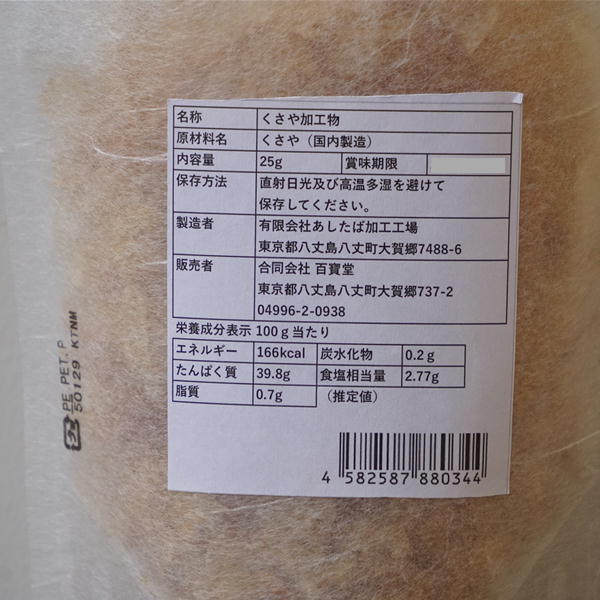 名称 くさや加工物
原材料名 くさや（国内製造）
内容量 25g 賞味期限
保存方法 直射日光及び高温多湿を避けて
保存してください。
製造者 有限会社あしたば加工工場
東京都八丈島八丈町大賀郷7488-6
販売者 合同会社 百寶堂
東京都八丈島八丈町大賀郷737-2
04996-2-0938
栄養成分表示 100ｇ当たり
エネルギー 166kcal 炭水化物 0.2ｇ
たんぱく質 39.8g 食塩相当量 2.77g
脂質 0.7g （推定値）
4 582587 880344
プラ PE PET. P
50129 KTNM